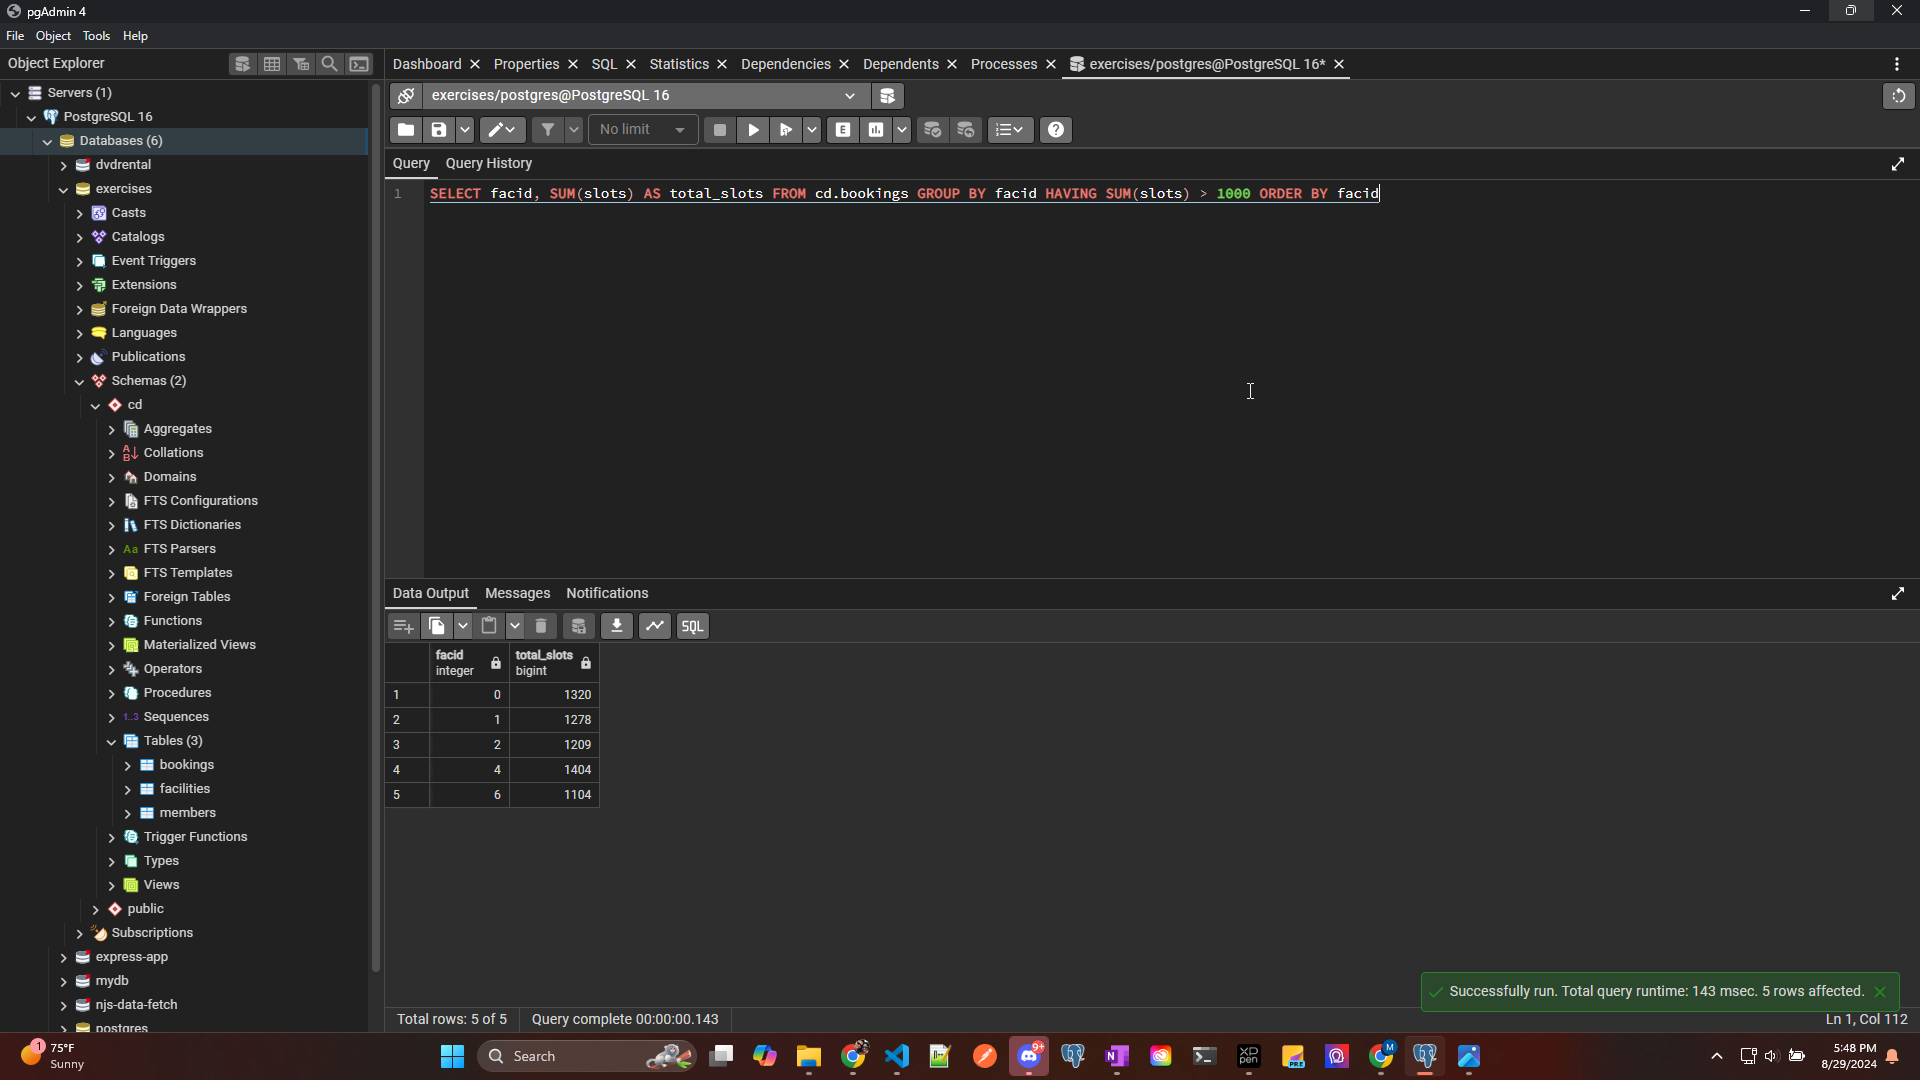 pgAdmin 4
File Object Tools Help
Object Explorer
Dashboard Properties SQL Statistics Dependencies Dependents Processes exercises/postgres@PostgreSQL 16*
Servers (1)
PostgreSQL 16
Databases (6)
dvdrental
exercises
Casts
Catalogs
Event Triggers
Extensions
Foreign Data Wrappers
Languages
Publications
Schemas (2)
cd
Aggregates
Collations
Domains
FTS Configurations
FTS Dictionaries
FTS Parsers
FTS Templates
Foreign Tables
Functions
Materialized Views
Operators
Procedures
1..3 Sequences
Tables (3)
bookings
facilities
members
Trigger Functions
Types
Views
public
Subscriptions
express-app
mydb
njs-data-fetch
postgres
exercises/postgres@PostgreSQL 16
No limit
Query Query History
1 SELECT facid, SUM(slots) AS total_slots FROM cd.bookings GROUP BY facid HAVING SUM(slots) > 1000 ORDER BY facid
Data Output Messages Notifications
SQL
facid total_slots
integer bigint
1 0 1320
2 1 1278
3 2 1209
4 4 1404
5 6 1104
Successfully run. Total query runtime: 143 msec. 5 rows affected.
Total rows: 5 of 5 Query complete 00:00:00.143 Ln 1, Col 112
1 75°F
Sunny
Search
9+
XP
pen
PRE
M
5:48 PM
8/29/2024